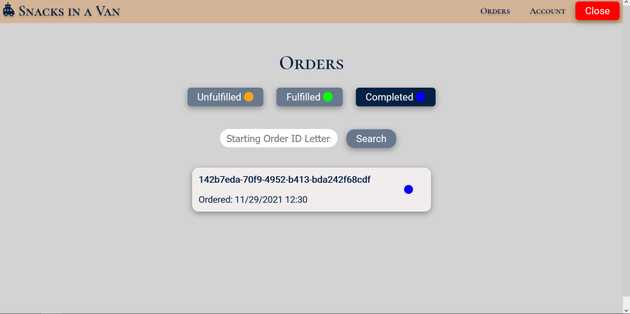 Snacks in a Van
Orders
Account
Close
Orders
Unfulfilled
Fulfilled
Completed
Starting Order ID Letter
Search
142b7eda-70f9-4952-b413-bda242f68cdf
Ordered: 11/29/2021 12:30